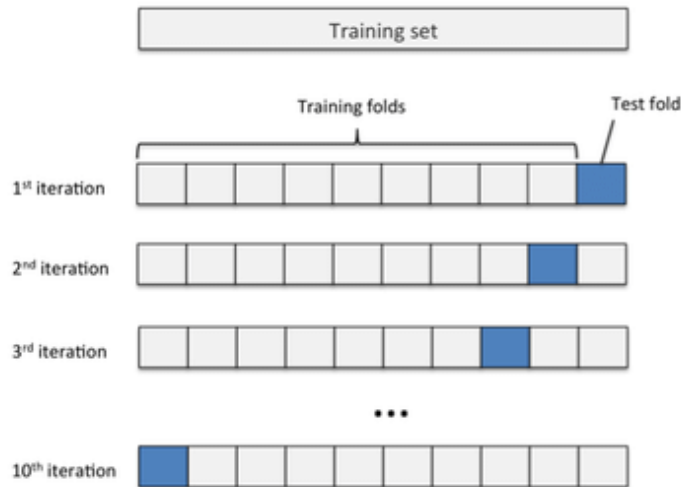 Training set
Training folds
Test fold
1st iteration
2nd iteration
3rd iteration
•••
10th iteration